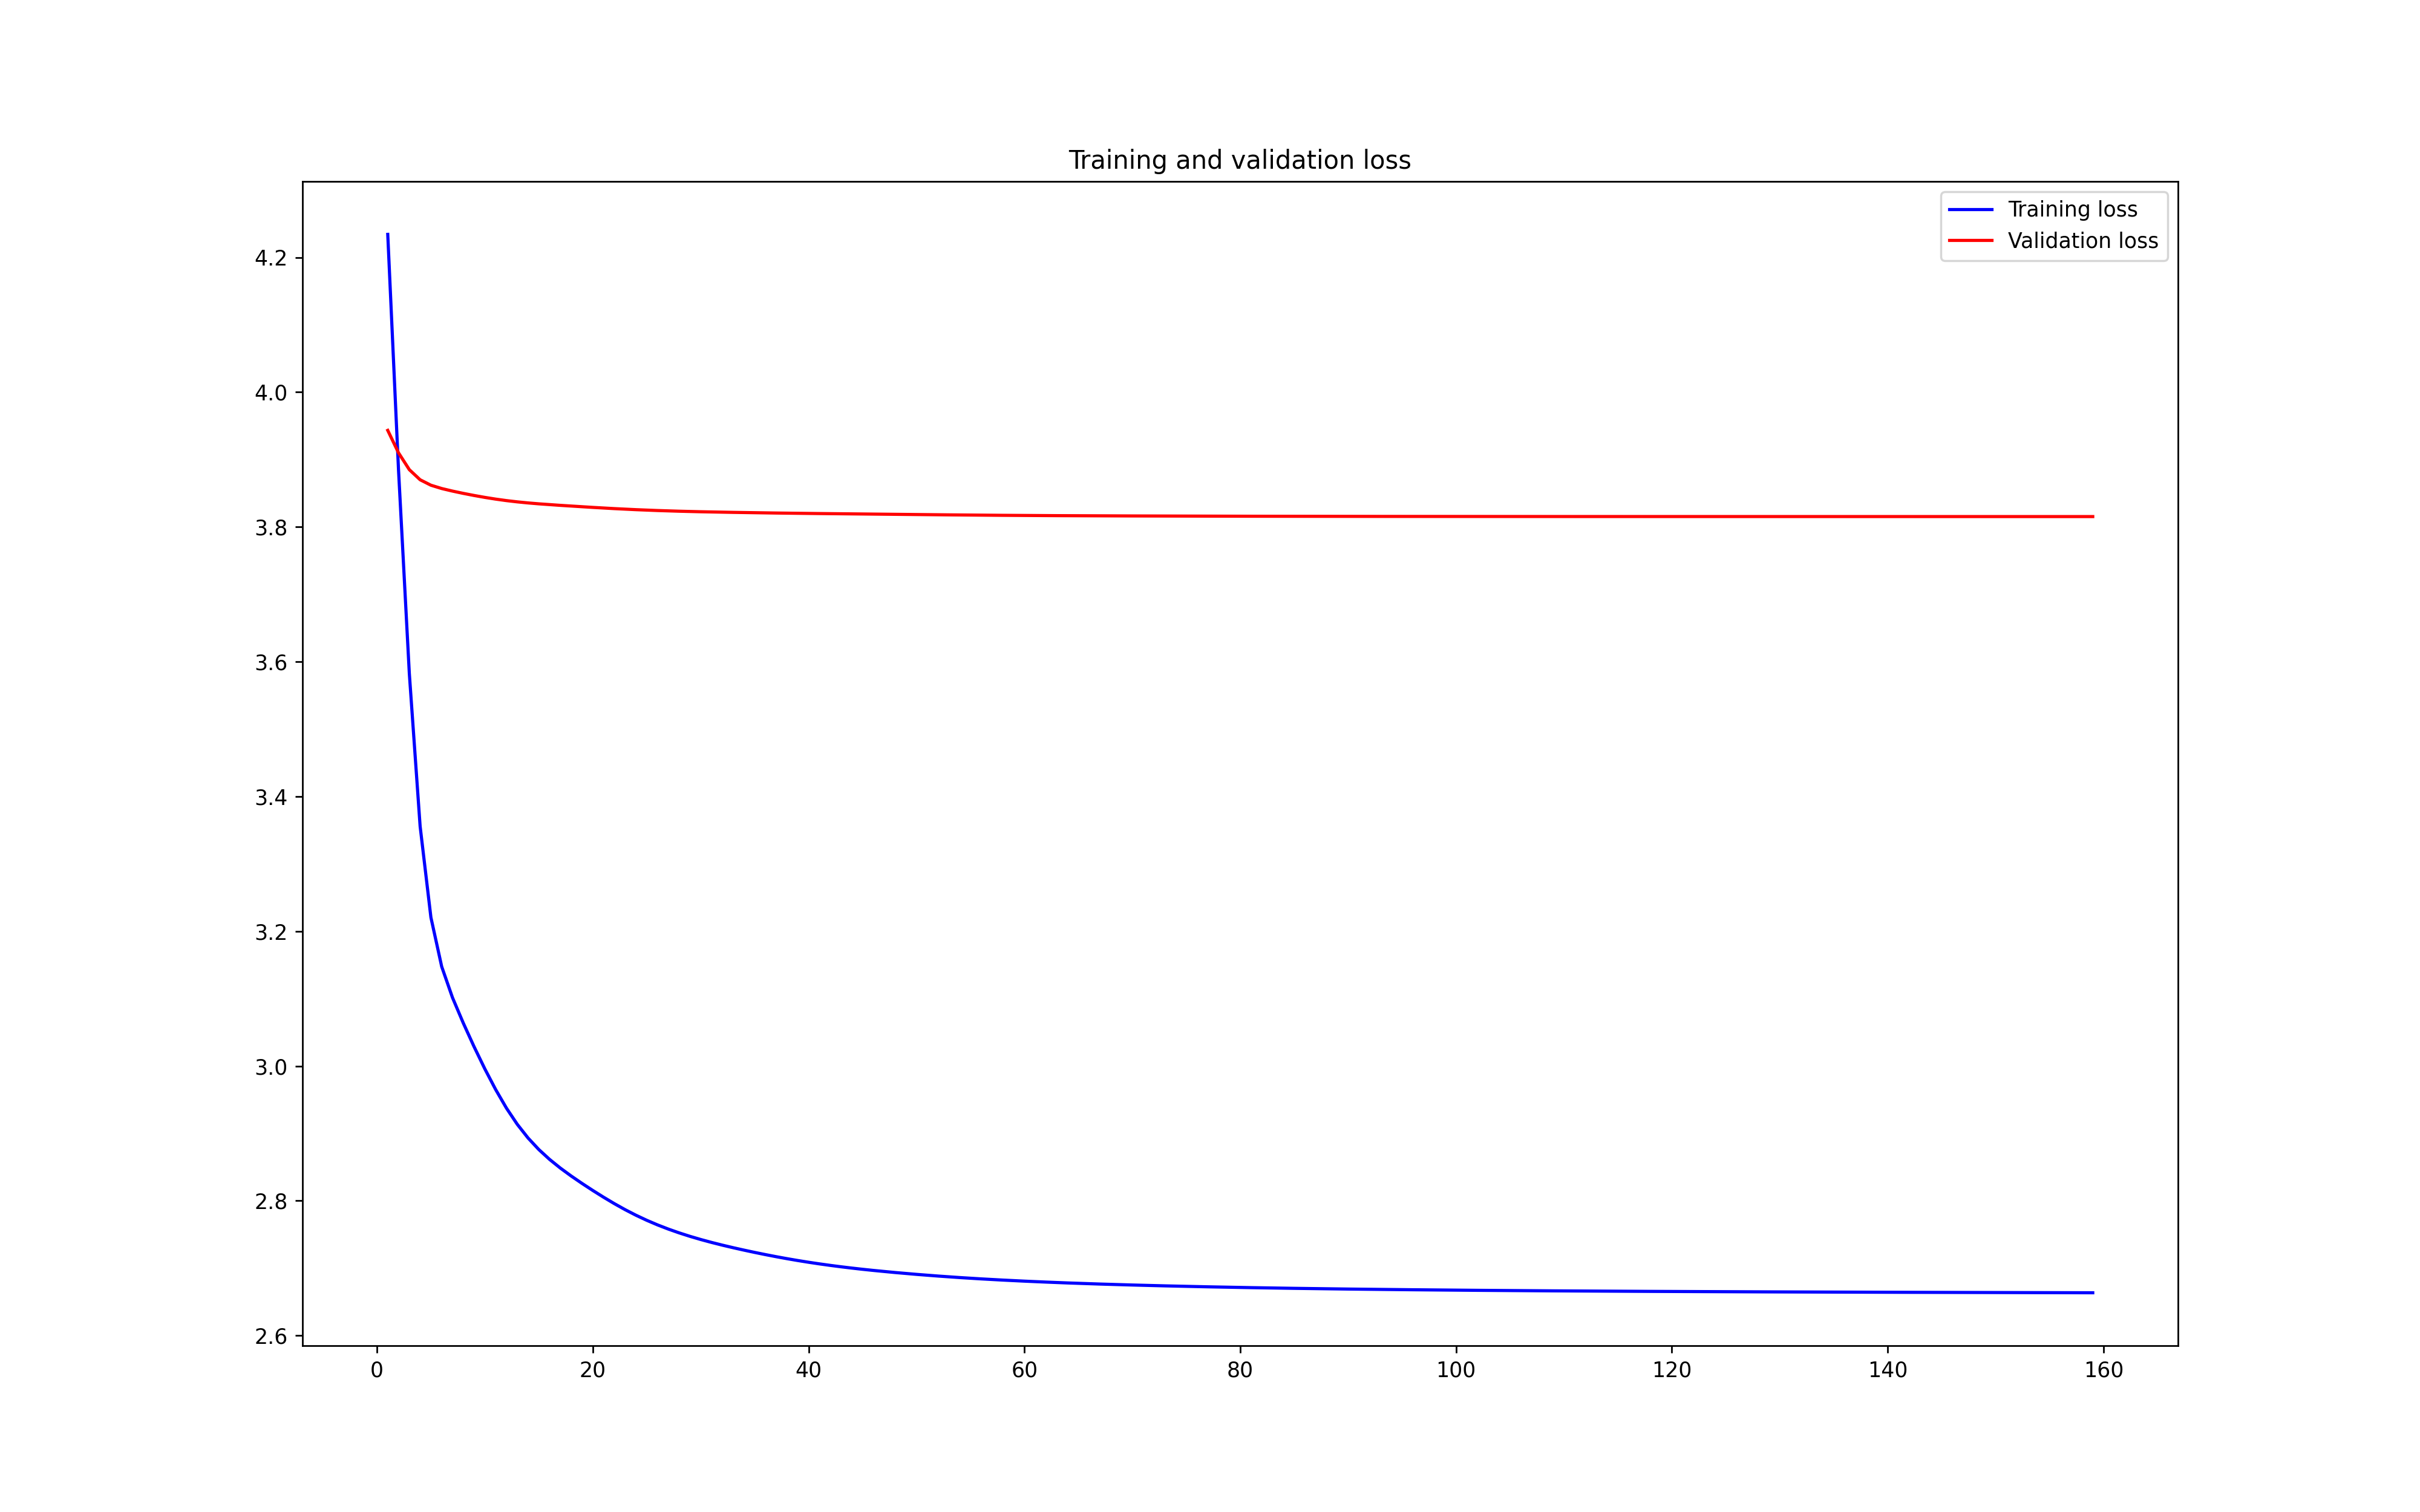 Training and validation loss
Training loss
Validation loss
4.2
4.0
3.8
3.6
3.4
3.2
3.0
2.8
2.6
0 20 40 60 80 100 120 140 160